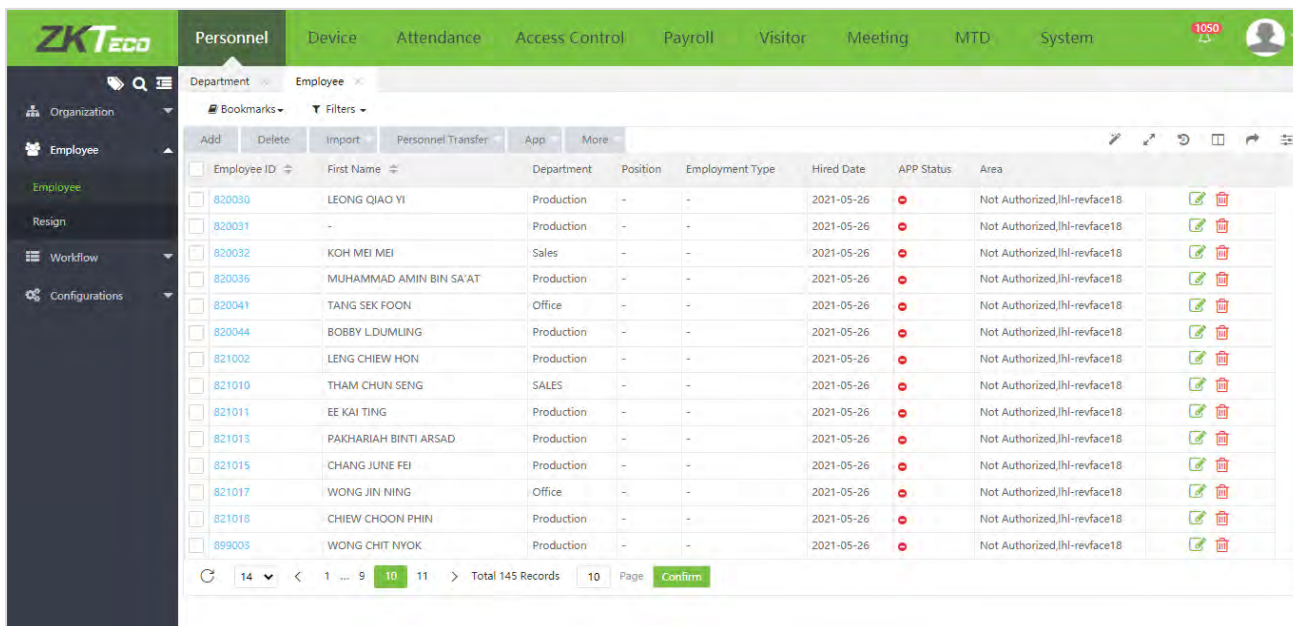 ZKTECO Personnel Device Attendance Access Control Payroll Visitor Meeting MTD System 1050
Department Employee
Organization
Bookmarks Filters
Add Delete Import Personnel Transfer App More
Employee
Employee ID First Name Department Position Employment Type Hired Date APP Status Area
Employee
820030 LEONG QIAO YI Production - - 2021-05-26 Not Authorized,lhl-revface18
Resign
820031 - Production - - 2021-05-26 Not Authorized,lhl-revface18
Workflow
820032 KOH MEI MEI Sales - - 2021-05-26 Not Authorized,lhl-revface18
820036 MUHAMMAD AMIN BIN SA'AT Production - - 2021-05-26 Not Authorized,lhl-revface18
Configurations
820041 TANG SEK FOON Office - - 2021-05-26 Not Authorized,lhl-revface18
820044 BOBBY L.DUMLING Production - - 2021-05-26 Not Authorized,lhl-revface18
821002 LENG CHIEW HON Production - - 2021-05-26 Not Authorized,lhl-revface18
821010 THAM CHUN SENG SALES - - 2021-05-26 Not Authorized,lhl-revface18
821011 EE KAI TING Production - - 2021-05-26 Not Authorized,lhl-revface18
821013 PAKHARIAH BINTI ARSAD Production - - 2021-05-26 Not Authorized,lhl-revface18
821015 CHANG JUNE FEI Production - - 2021-05-26 Not Authorized,lhl-revface18
821017 WONG JIN NING Office - - 2021-05-26 Not Authorized,lhl-revface18
821018 CHIEW CHOON PHIN Production - - 2021-05-26 Not Authorized,lhl-revface18
899003 WONG CHIT NYOK Production - - 2021-05-26 Not Authorized,lhl-revface18
14 < 1 ... 9 10 11 > Total 145 Records 10 Page Confirm